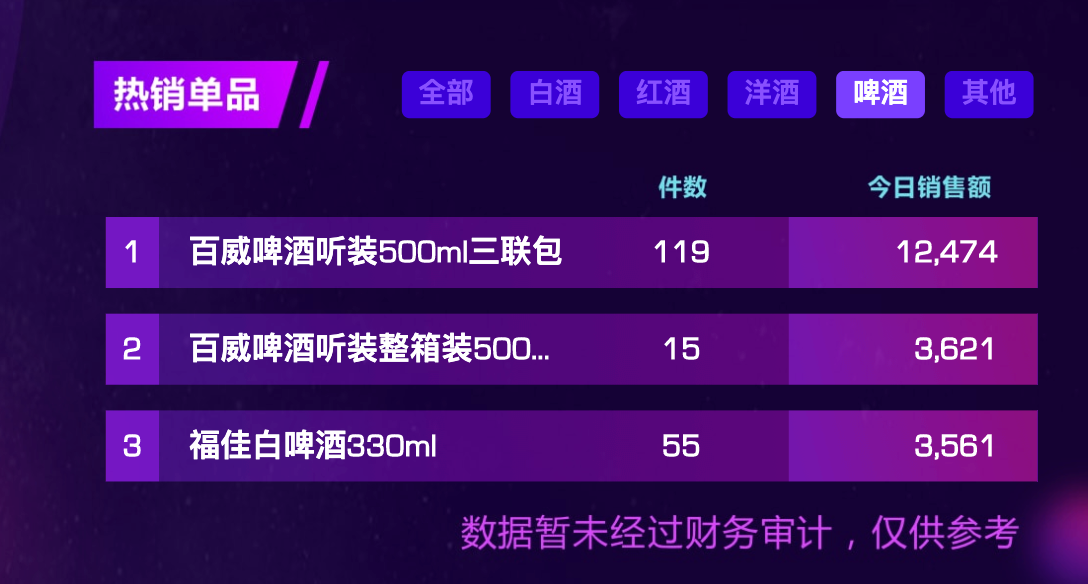 热销单品 全部 白酒 红酒 洋酒 啤酒 其他
件数 今日销售额
1 百威啤酒听装500ml三联包 119 12,474
2 百威啤酒听装整箱装500... 15 3,621
3 福佳白啤酒330ml 55 3,561
数据暂未经过财务审计，仅供参考